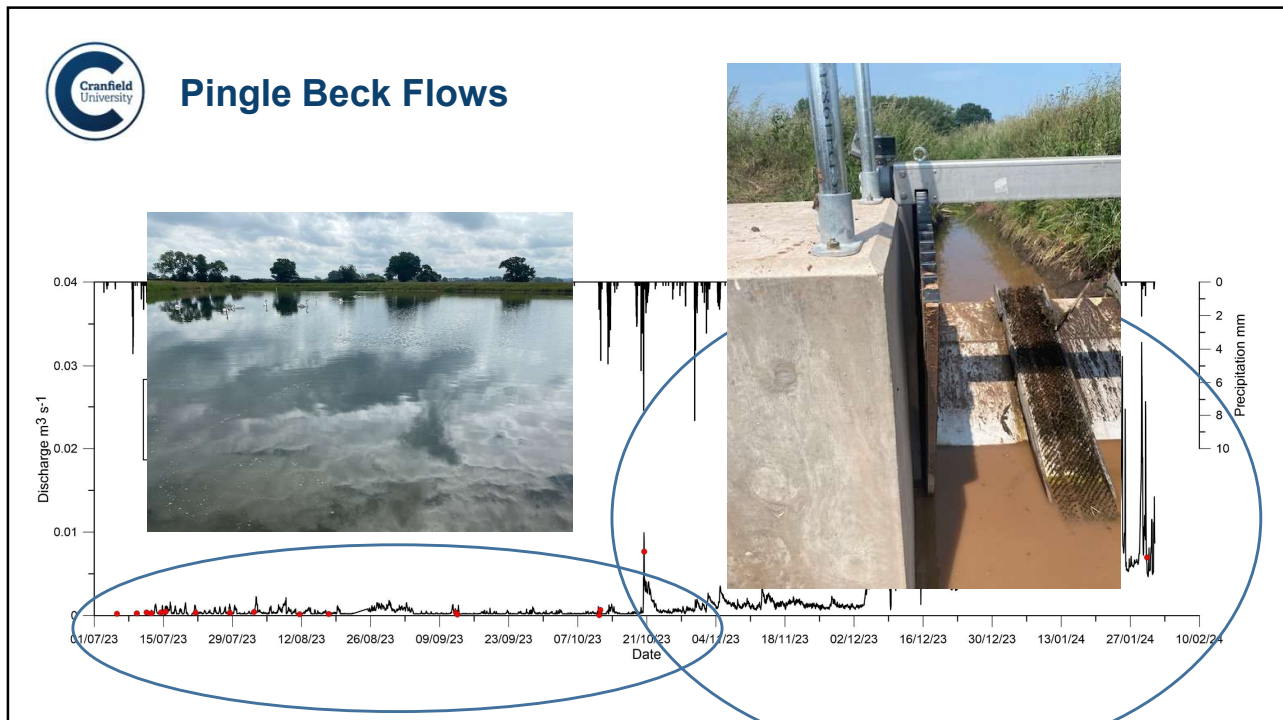 Cranfield
University
Pingle Beck Flows
0.04
0.03
0.02
0.01
0
Discharge m³ s⁻¹
0
2
4
6
8
10
Precipitation mm
01/07/23 15/07/23 29/07/23 12/08/23 26/08/23 09/09/23 23/09/23 07/10/23 21/10/23 04/11/23 18/11/23 02/12/23 16/12/23 30/12/23 13/01/24 27/01/24 10/02/24
Date